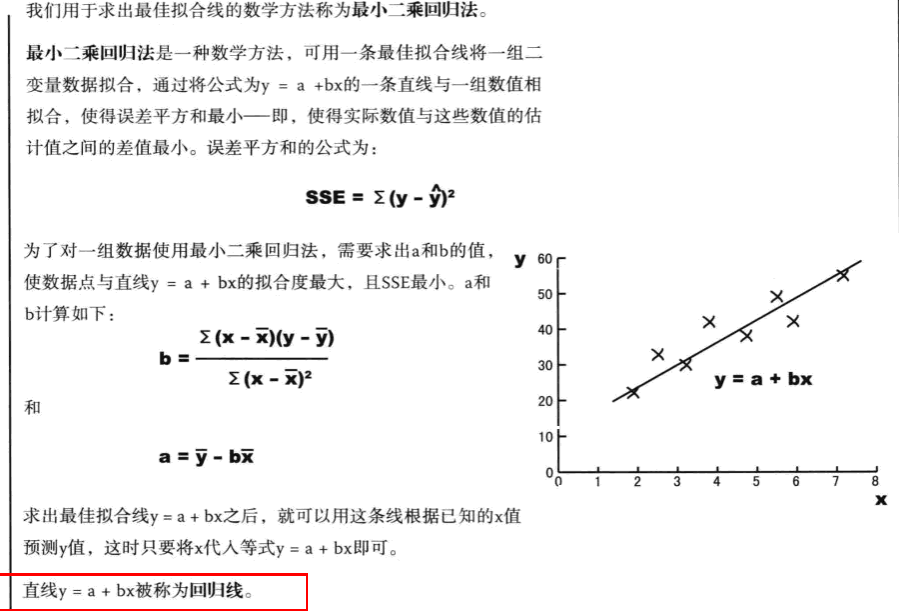 我们用于求出最佳拟合线的数学方法称为最小二乘回归法。
最小二乘回归法是一种数学方法，可用一条最佳拟合线将一组二
变量数据拟合，通过将公式为y = a +bx的一条直线与一组数值相
拟合，使得误差平方和最小——即，使得实际数值与这些数值的估
计值之间的差值最小。误差平方和的公式为：
SSE = Σ(y - ŷ)²
为了对一组数据使用最小二乘回归法，需要求出a和b的值，
使数据点与直线y = a + bx的拟合度最大，且SSE最小。a和
b计算如下：
b = Σ(x - x̅)(y - y̅)
Σ(x - x̅)²
和
a = y̅ - bx̅
y
60
50
40
30
20
10
0
y = a + bx
0 1 2 3 4 5 6 7 8
x
求出最佳拟合线y = a + bx之后，就可以用这条线根据已知的x值
预测y值，这时只要将x代入等式y = a + bx即可。
直线y = a + bx被称为回归线。